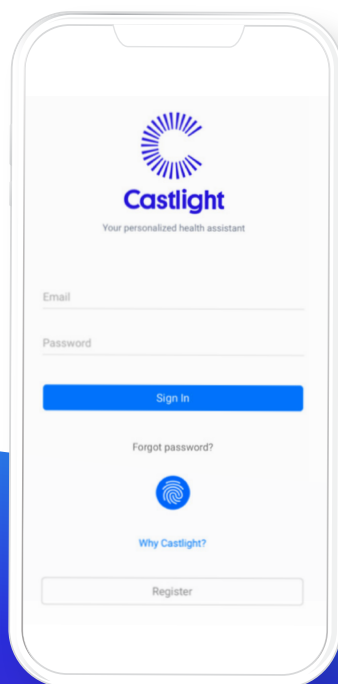 Castlight
Your personalized health assistant
Email
Password
Sign In
Forgot password?
Why Castlight?
Register